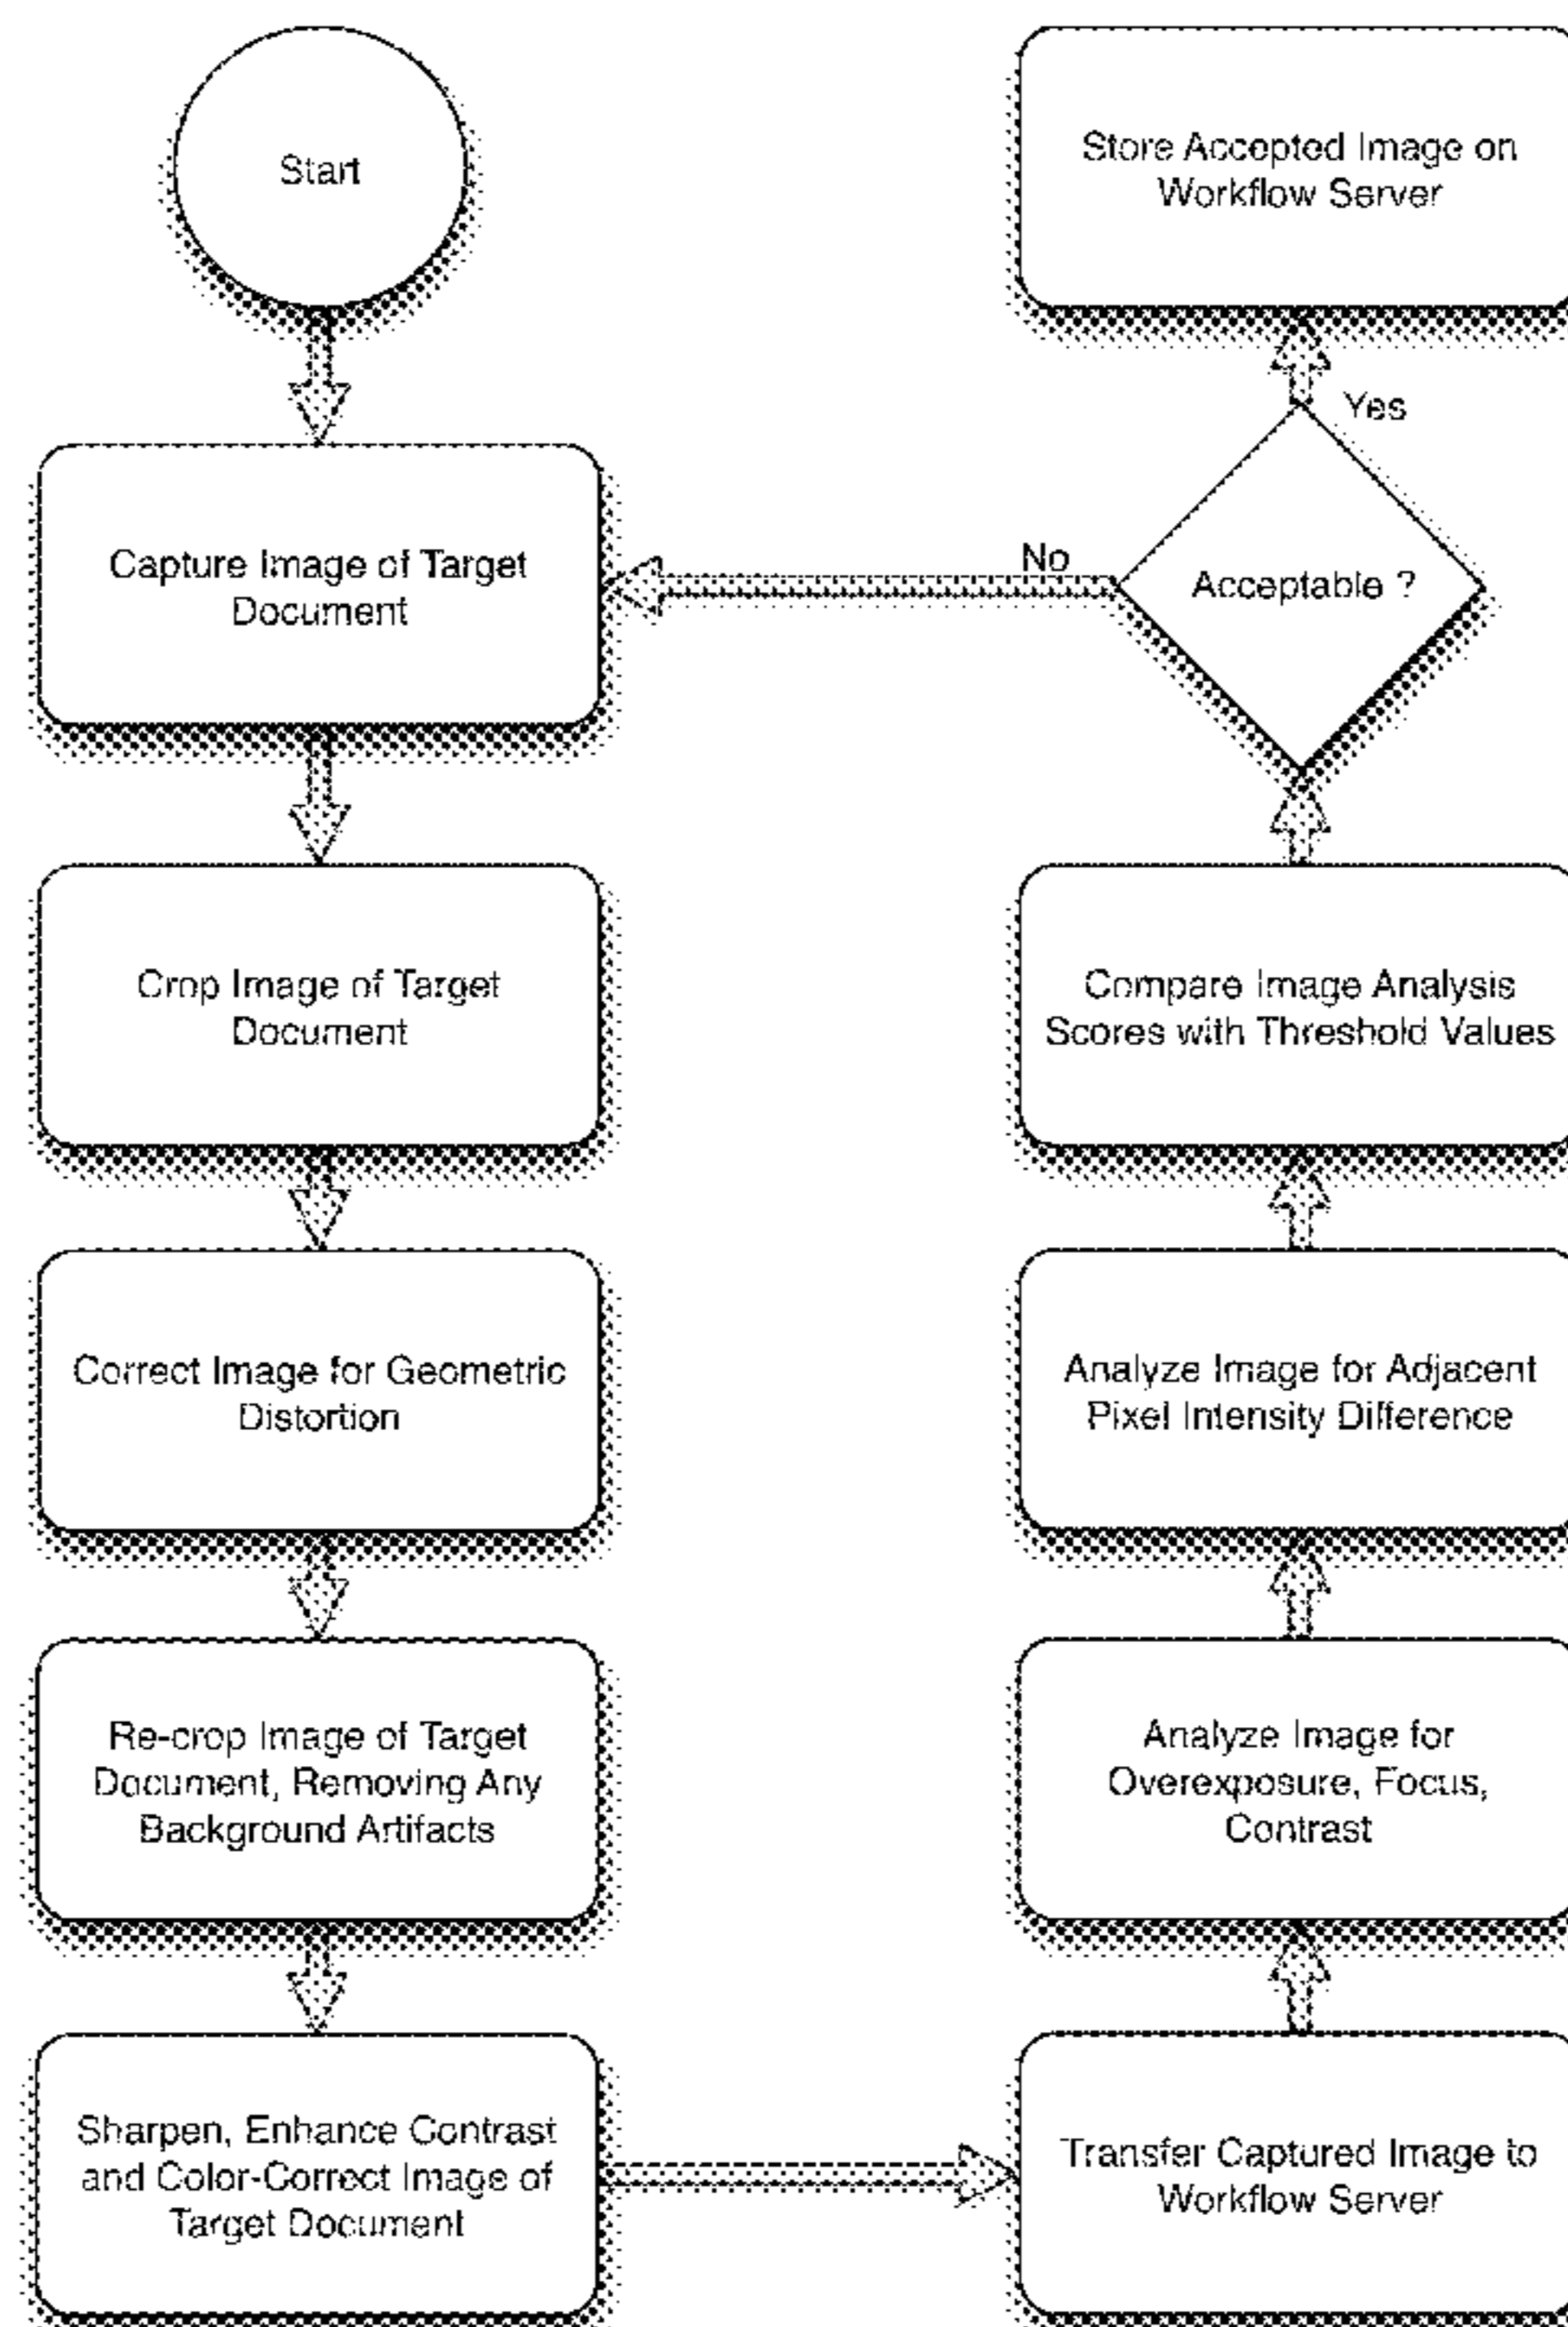 Start
Capture Image of Target
Document
Crop Image of Target
Document
Correct Image for Geometric
Distortion
Re-crop Image of Target
Document, Removing Any
Background Artifacts
Sharpen, Enhance Contrast
and Color-Correct Image of
Target Document
Transfer Captured Image to
Workflow Server
Analyze Image for
Overexposure, Focus,
Contrast
Analyze Image for Adjacent
Pixel Intensity Difference
Compare Image Analysis
Scores with Threshold Values
Acceptable ?
No
Yes
Store Accepted Image on
Workflow Server